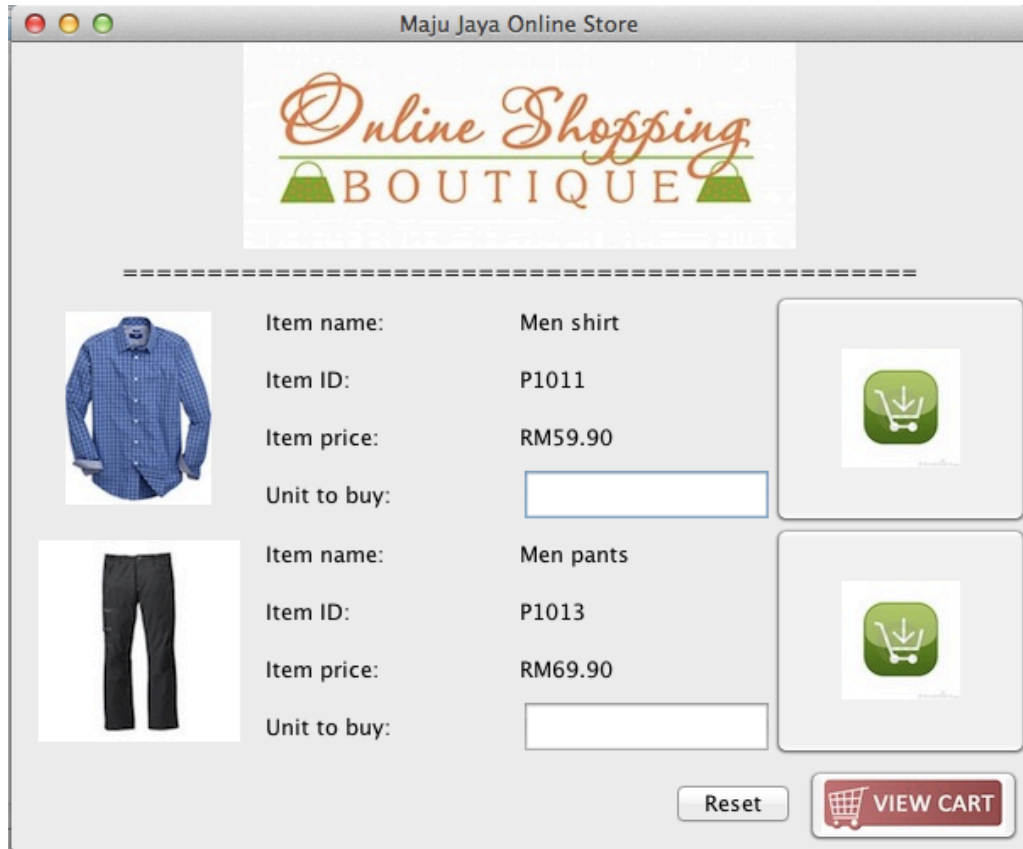 Maju Jaya Online Store
Online Shopping
BOUTIQUE
===============================================
Item name: Men shirt
Item ID: P1011
Item price: RM59.90
Unit to buy:
Item name: Men pants
Item ID: P1013
Item price: RM69.90
Unit to buy:
Reset VIEW CART